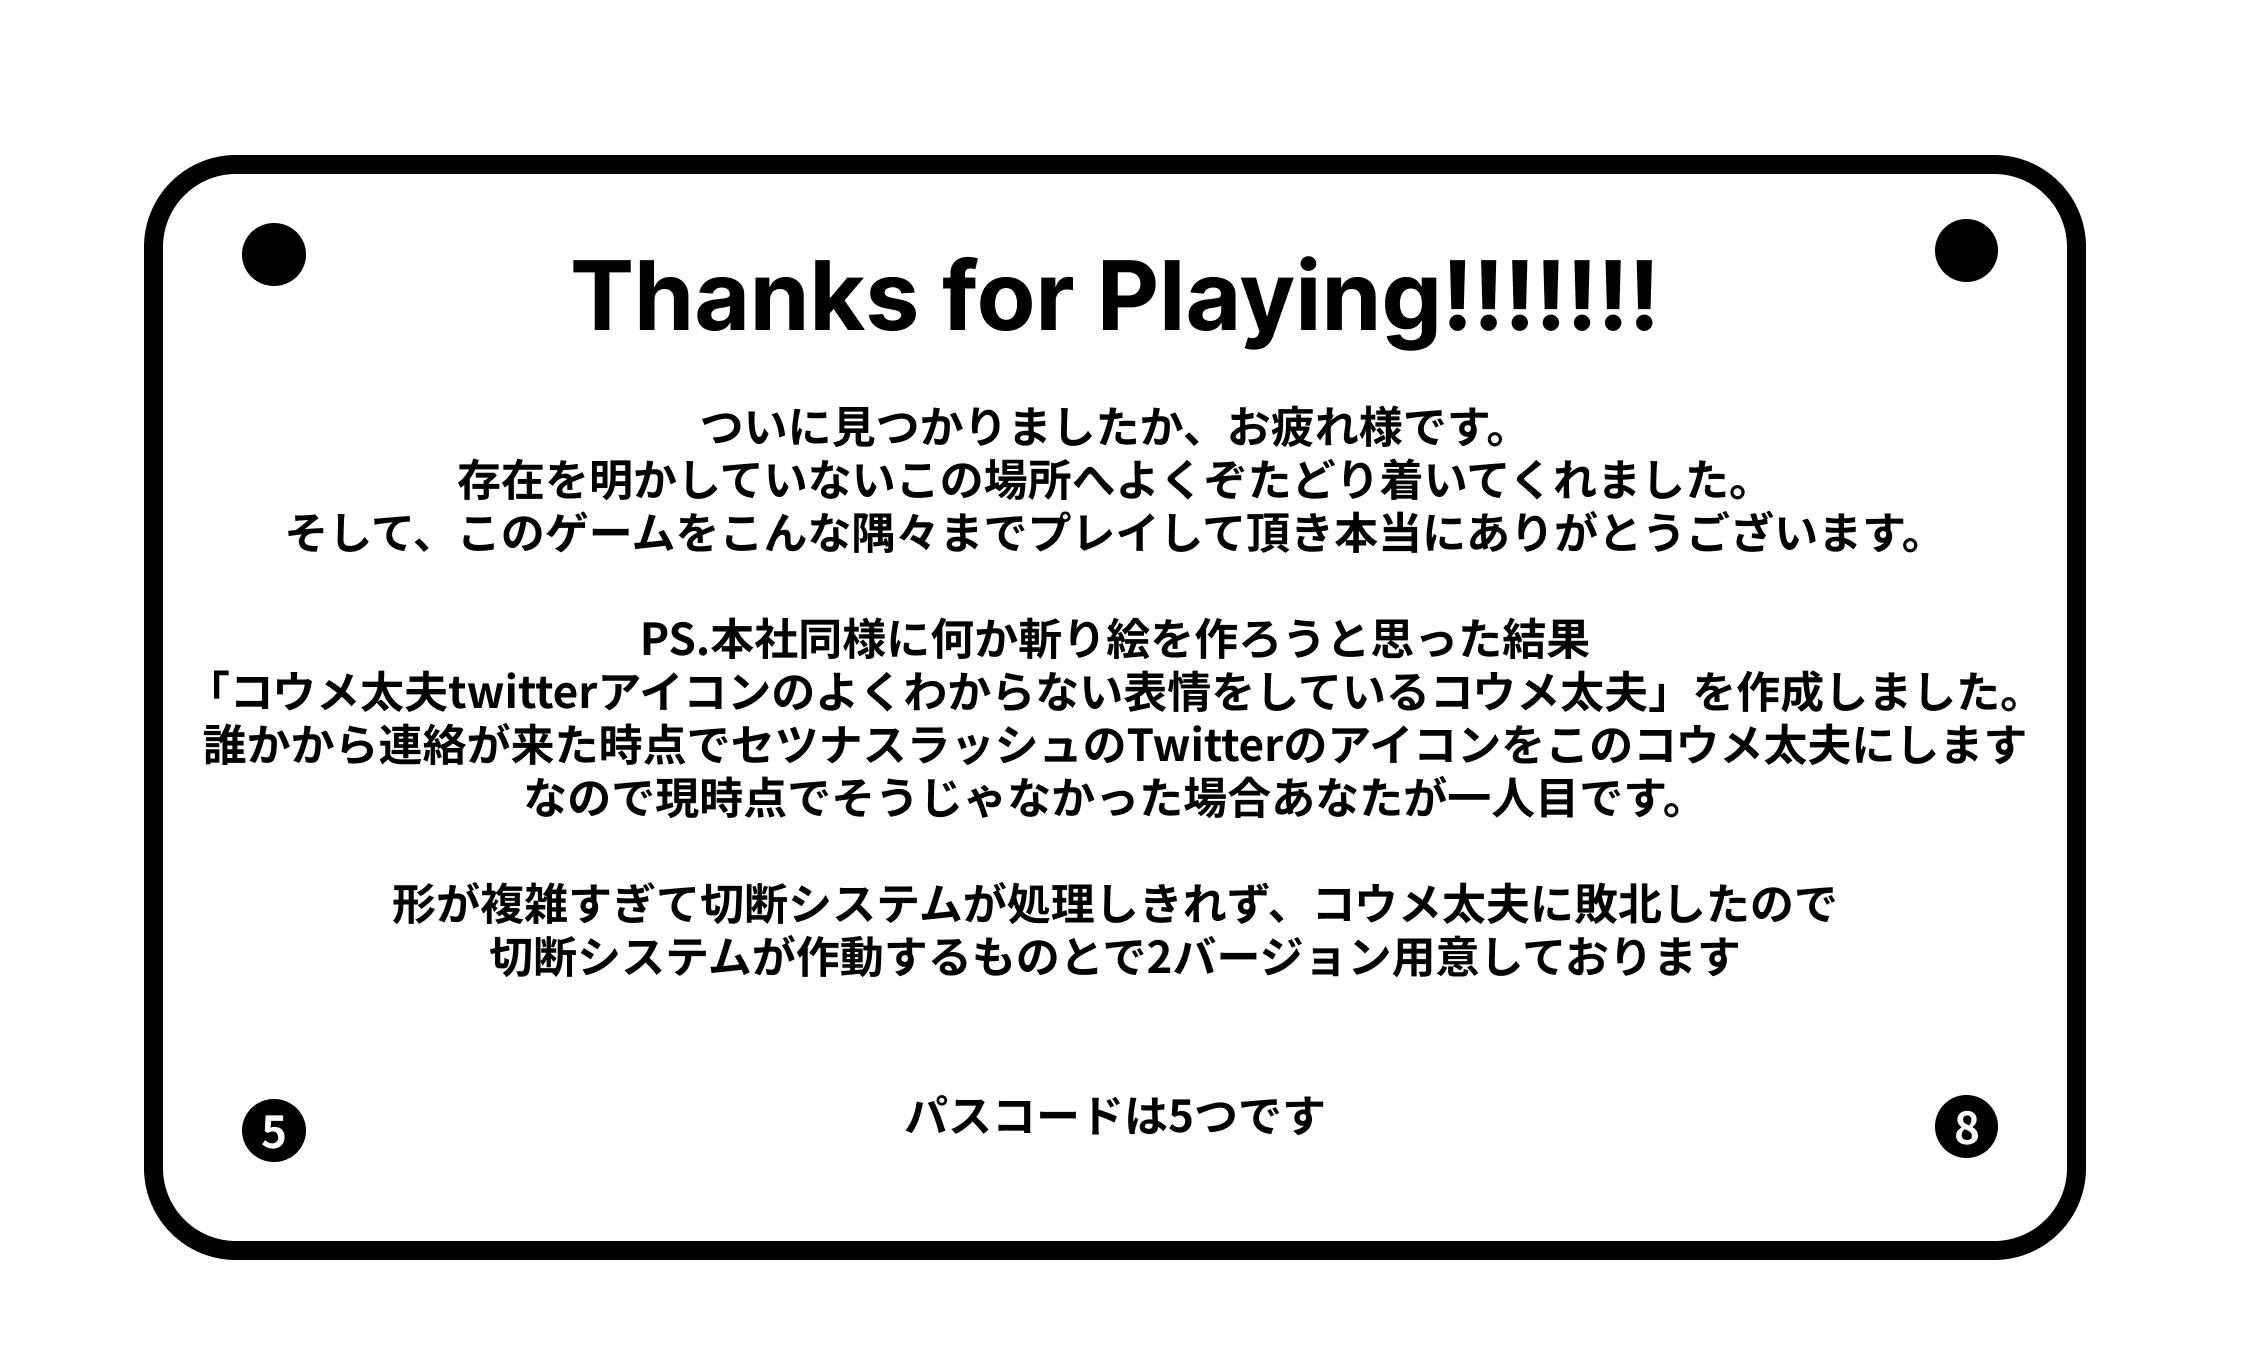 Thanks for Playing!!!!!!!
ついに見つかりましたか、お疲れ様です。
存在を明かしていないこの場所へよくぞたどり着いてくれました。
そして、このゲームをこんな隅々までプレイして頂き本当にありがとうございます。
PS.本社同様に何か斬り絵を作ろうと思った結果
「コウメ太夫twitterアイコンのよくわからない表情をしているコウメ太夫」を作成しました。
誰かから連絡が来た時点でセツナスラッシュのTwitterのアイコンをこのコウメ太夫にします
なので現時点でそうじゃなかった場合あなたが一人目です。
形が複雑すぎて切断システムが処理しきれず、コウメ太夫に敗北したので
切断システムが作動するものとで2バージョン用意しております
パスコードは5つです
5
8